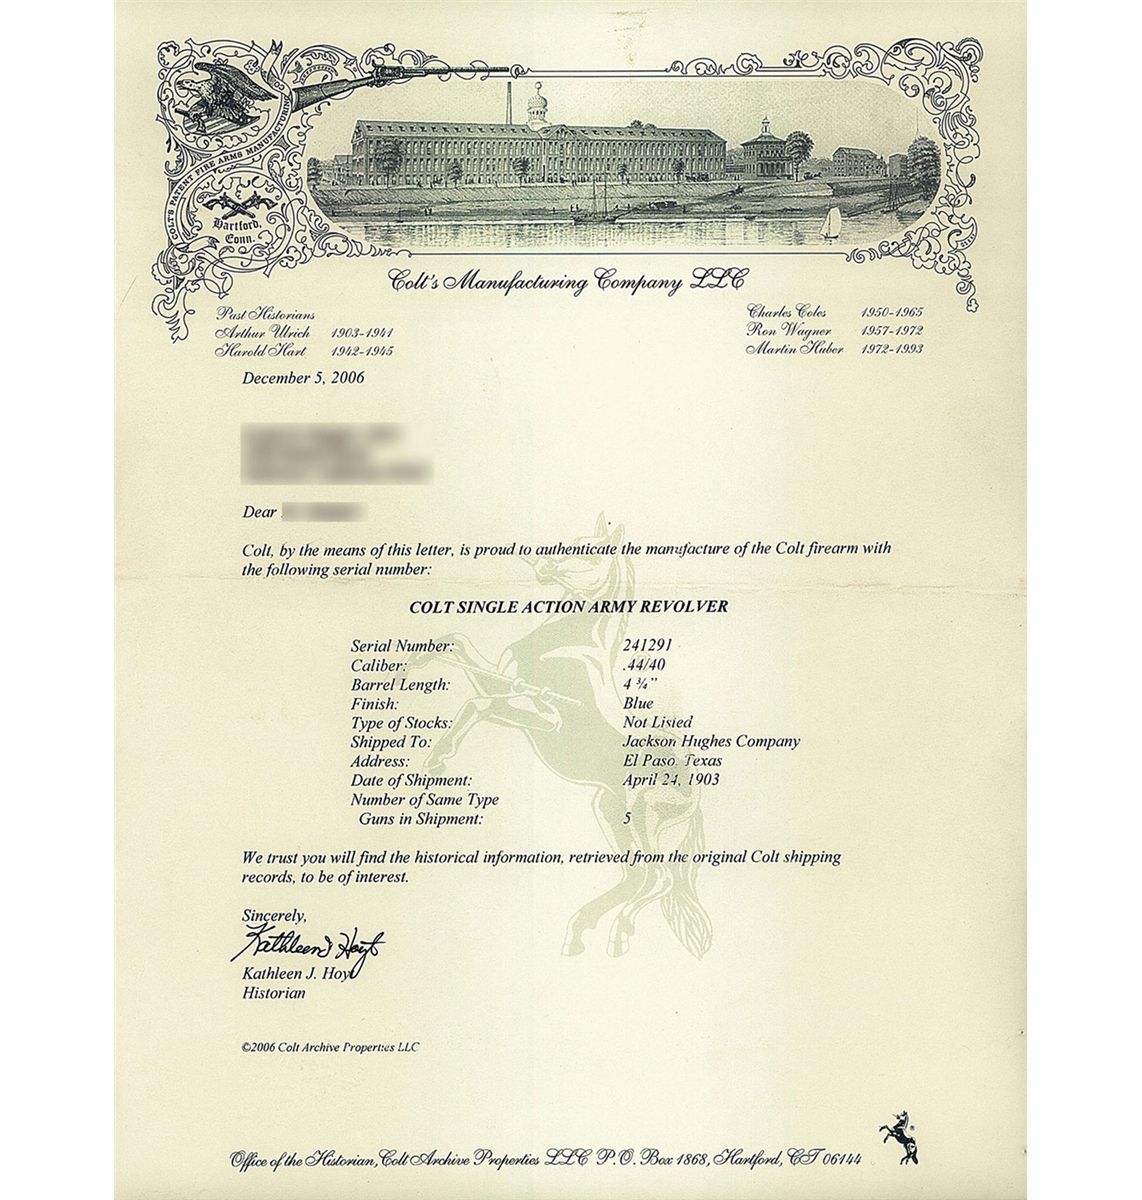 COLT'S PATENT FIRE ARMS MANUFACTURING
Hartford,
Conn.
Colt's Manufacturing Company LLC
Past Historians
Arthur Ulrich 1903-1941
Harold Hart 1942-1945
Charles Coles 1950-1965
Ron Wagner 1957-1972
Martin Huber 1972-1993
December 5, 2006
Dear
Colt, by the means of this letter, is proud to authenticate the manufacture of the Colt firearm with
the following serial number:
COLT SINGLE ACTION ARMY REVOLVER
Serial Number: 241291
Caliber: .44/40
Barrel Length: 4 ¾"
Finish: Blue
Type of Stocks: Not Listed
Shipped To: Jackson Hughes Company
Address: El Paso, Texas
Date of Shipment: April 24, 1903
Number of Same Type
Guns in Shipment: 5
We trust you will find the historical information, retrieved from the original Colt shipping
records, to be of interest.
Sincerely,
Kathleen J Hoyt
Kathleen J. Hoyt
Historian
©2006 Colt Archive Properties LLC
Office of the Historian, Colt Archive Properties LLC P.O. Box 1868, Hartford, CT 06144